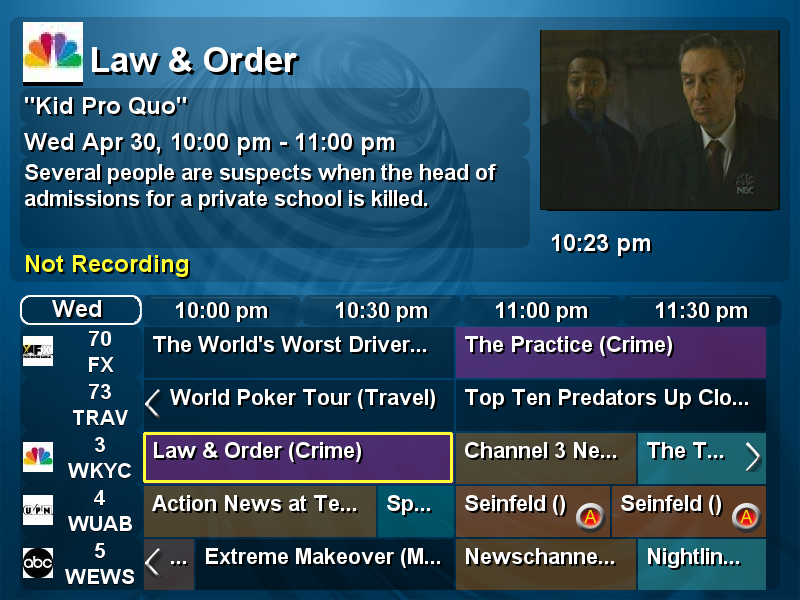 Law & Order
"Kid Pro Quo"
Wed Apr 30, 10:00 pm - 11:00 pm
Several people are suspects when the head of
admissions for a private school is killed.
Not Recording
NBC
10:23 pm
Wed 10:00 pm 10:30 pm 11:00 pm 11:30 pm
FX
70 FX The World's Worst Driver... The Practice (Crime)
73 TRAV World Poker Tour (Travel) Top Ten Predators Up Clo...
3 WKYC Law & Order (Crime) Channel 3 Ne... The T...
UPN
4 WUAB Action News at Te... Sp... Seinfeld () A Seinfeld () A
abc
5 WEWS ... Extreme Makeover (M... Newschanne... Nightlin...